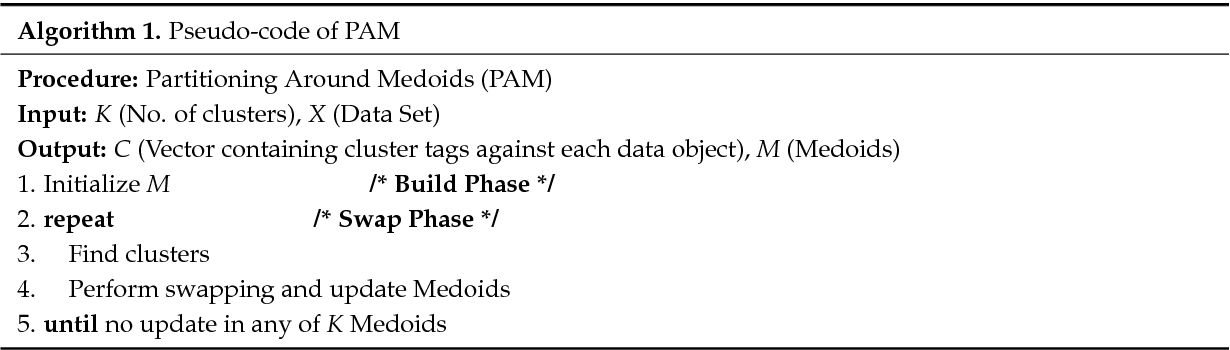 Algorithm 1. Pseudo-code of PAM
Procedure: Partitioning Around Medoids (PAM)
Input: K (No. of clusters), X (Data Set)
Output: C (Vector containing cluster tags against each data object), M (Medoids)
1. Initialize M /* Build Phase */
2. repeat /* Swap Phase */
3. Find clusters
4. Perform swapping and update Medoids
5. until no update in any of K Medoids